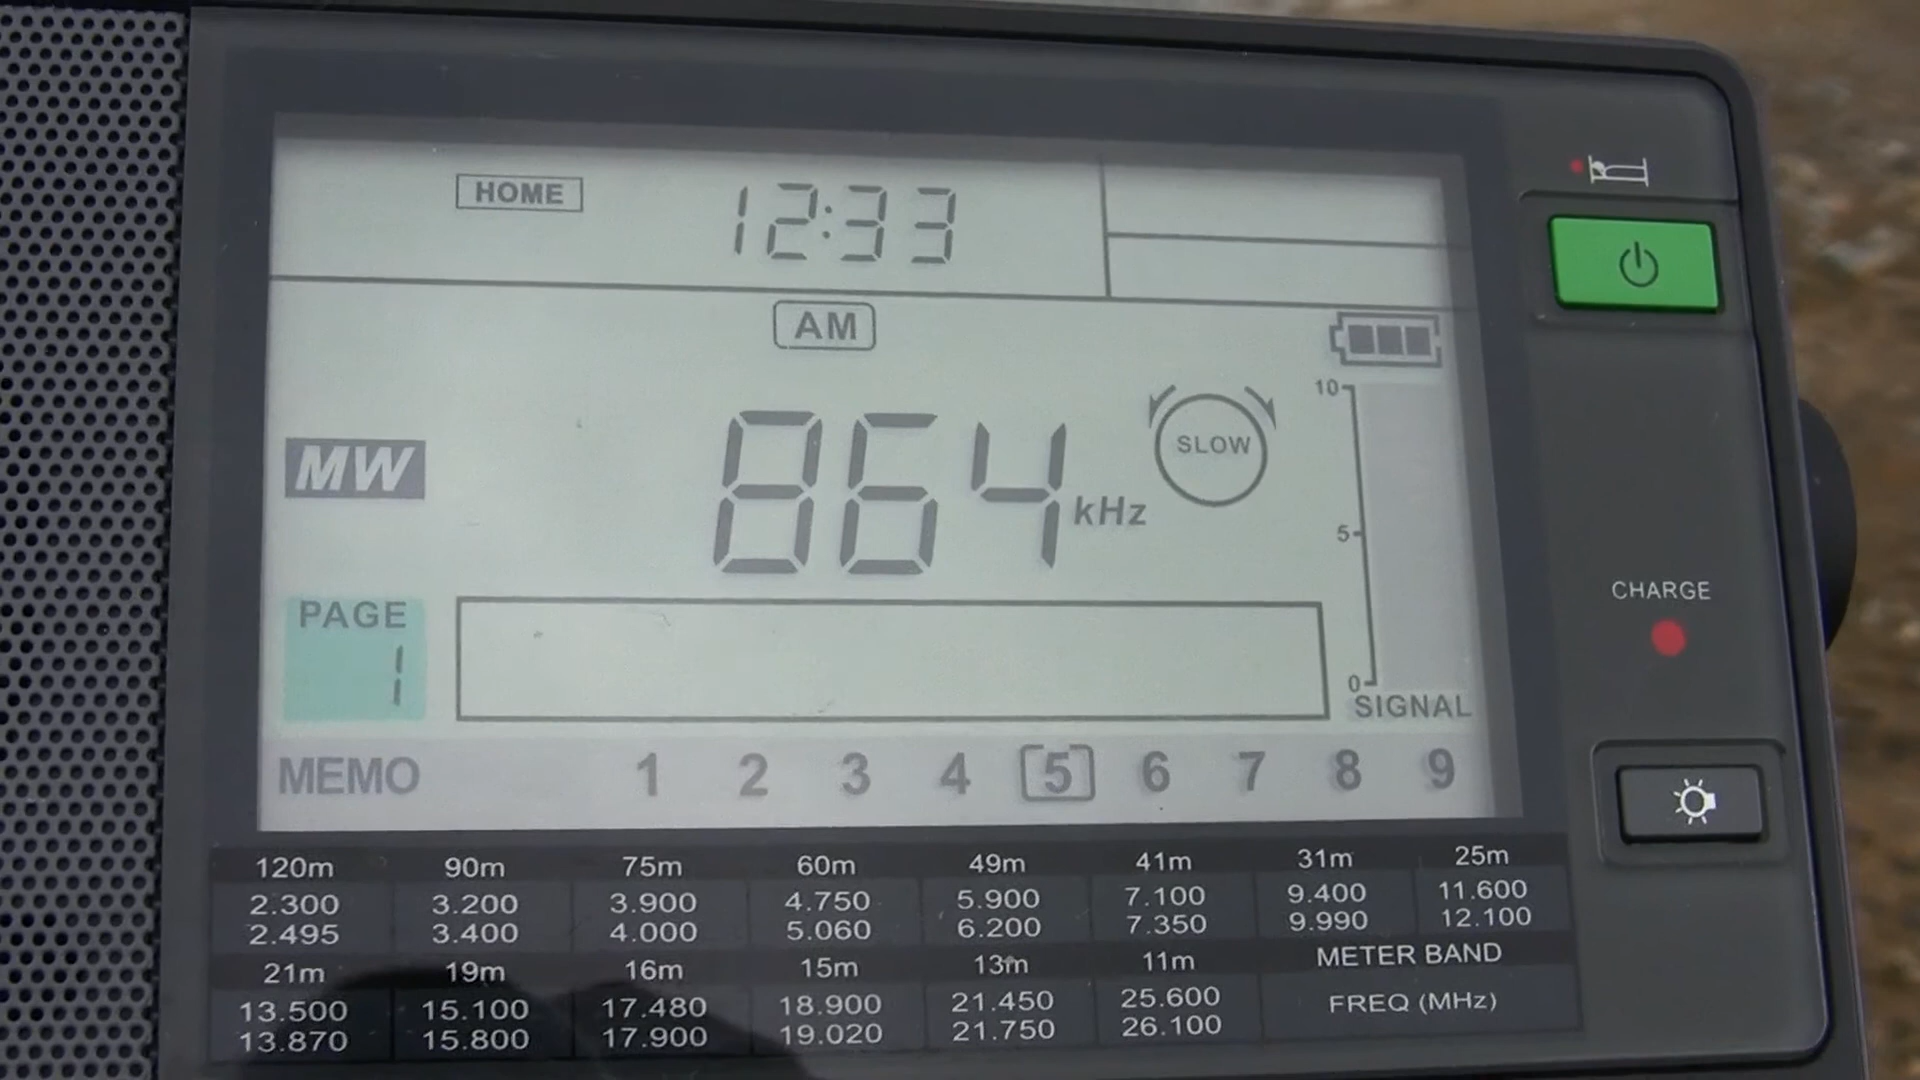 HOME 12:33
AM
MW 864 kHz SLOW
10
5
0
PAGE
1
SIGNAL
MEMO 1 2 3 4 5 6 7 8 9
CHARGE
120m 90m 75m 60m 49m 41m 31m 25m
2.300 3.200 3.900 4.750 5.900 7.100 9.400 11.600
2.495 3.400 4.000 5.060 6.200 7.350 9.990 12.100
21m 19m 16m 15m 13m 11m METER BAND
13.500 15.100 17.480 18.900 21.450 25.600 FREQ (MHz)
13.870 15.800 17.900 19.020 21.750 26.100